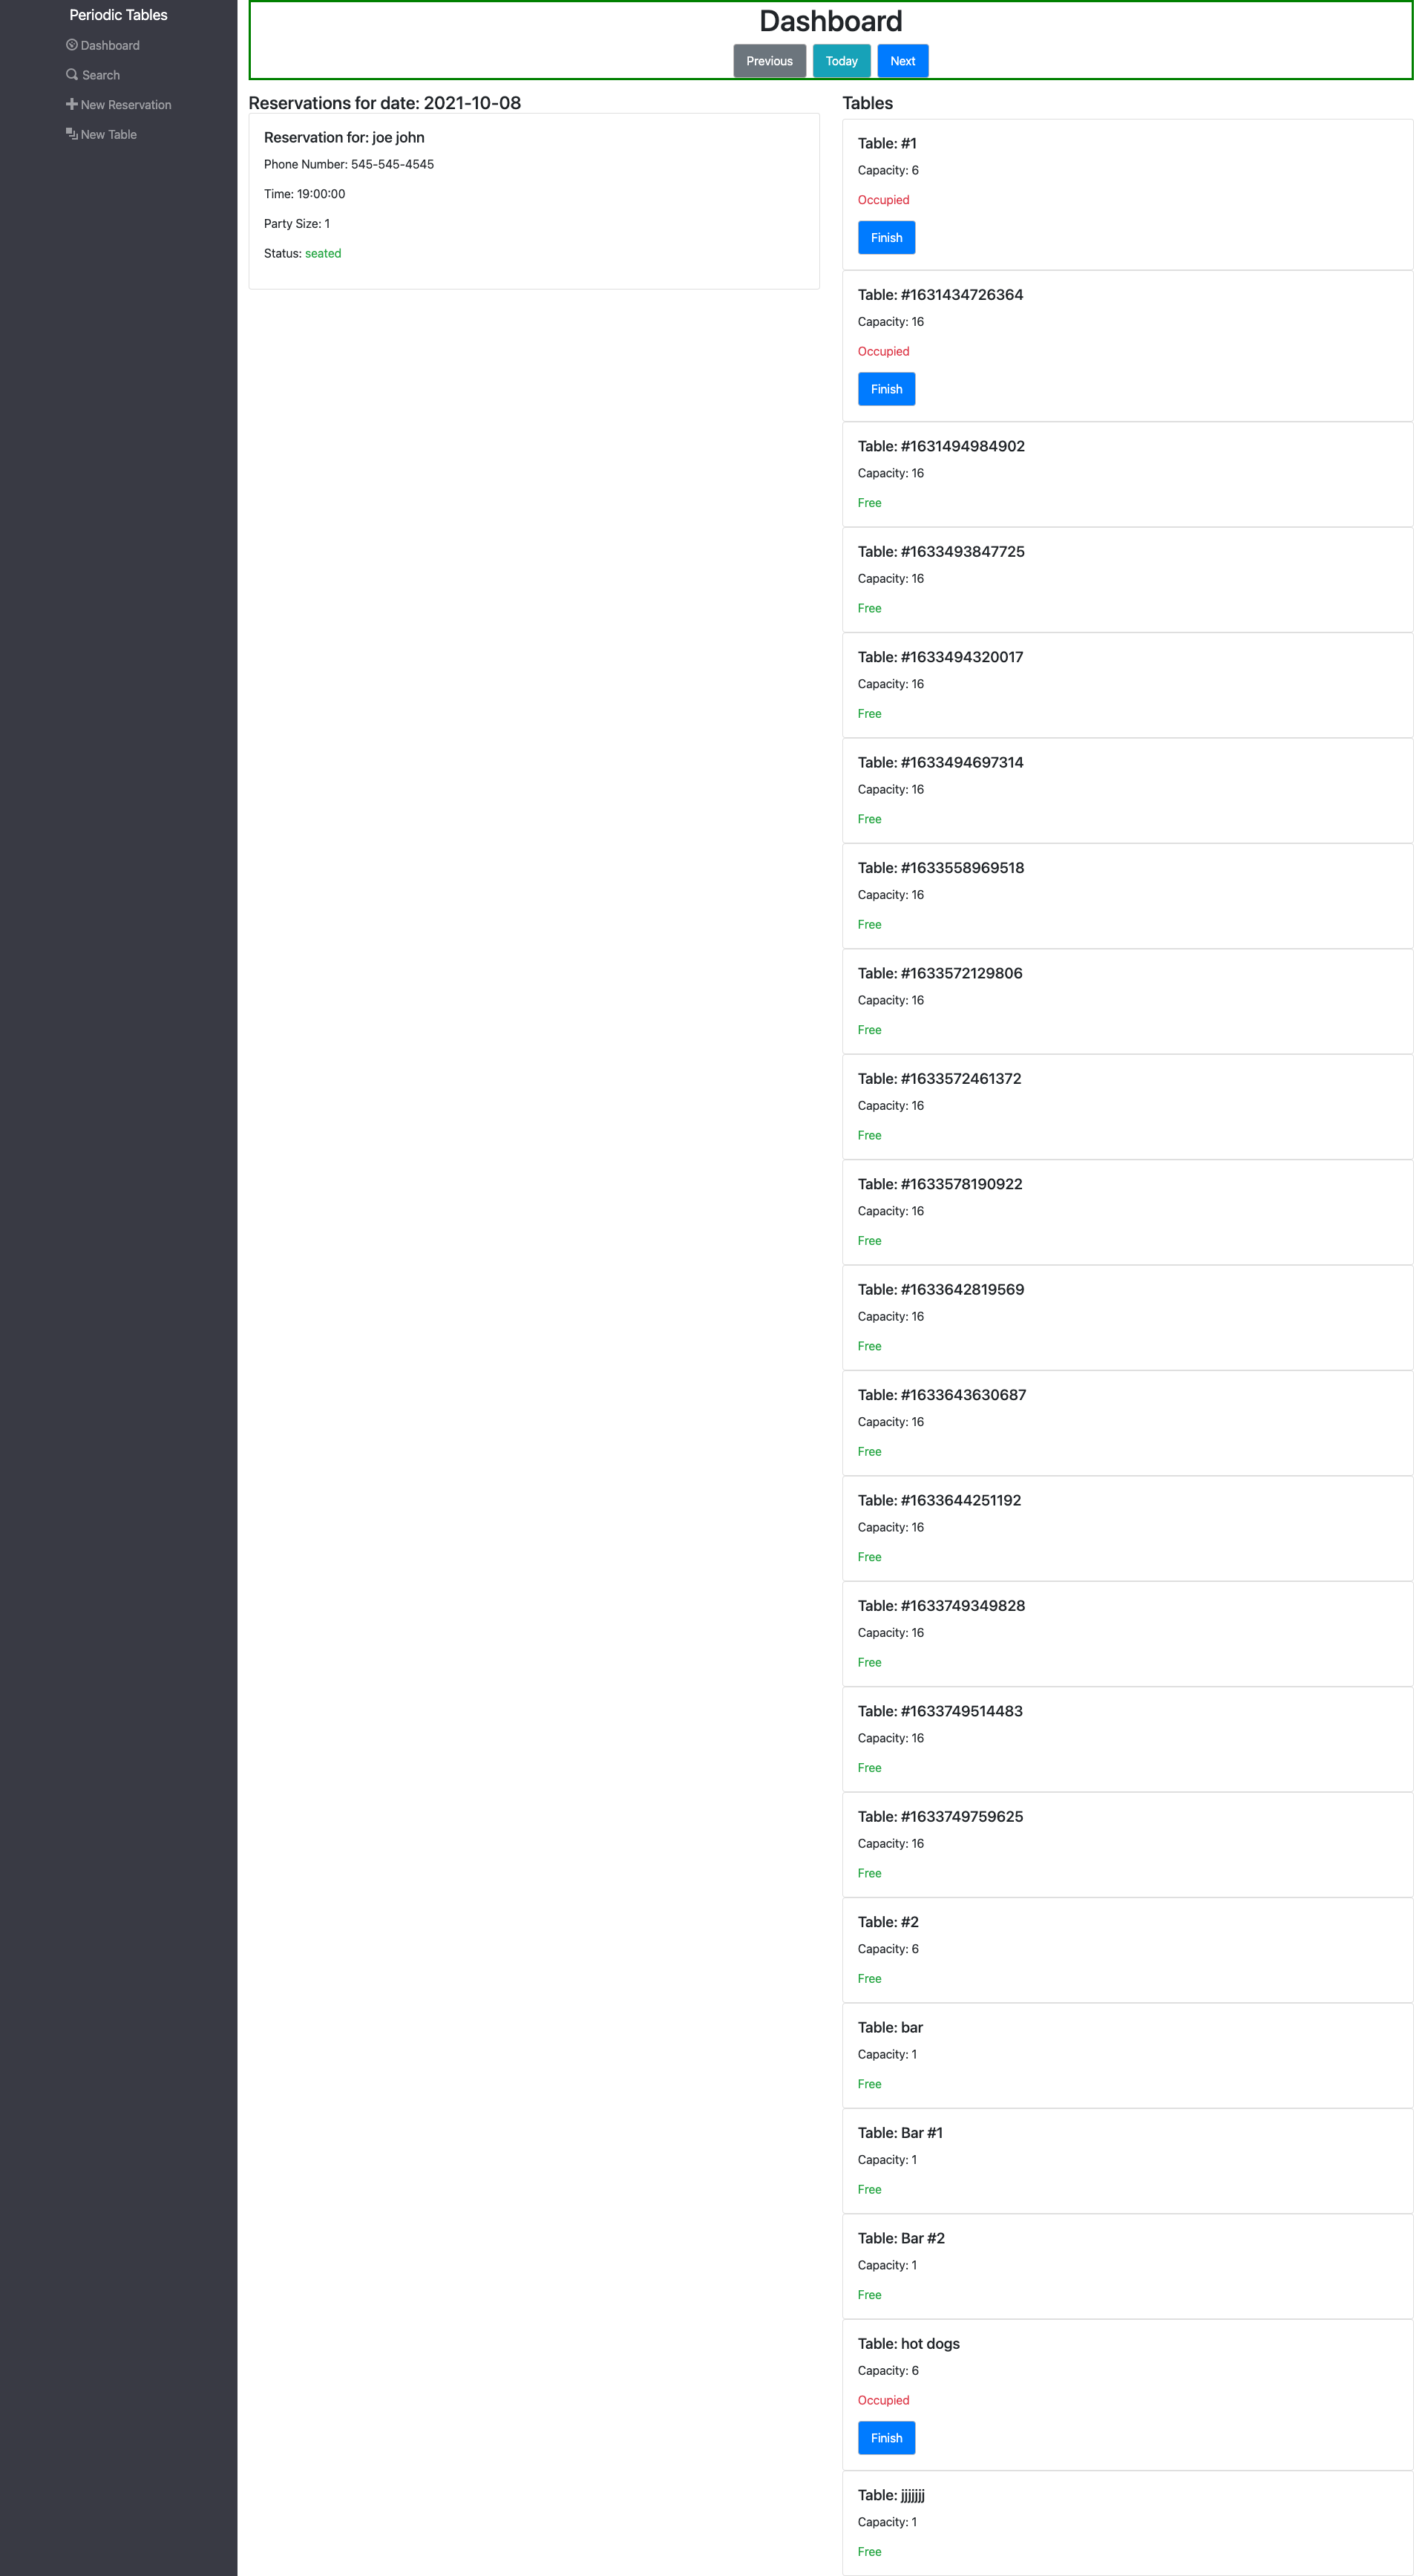 Periodic Tables
Dashboard
Search
New Reservation
New Table
Dashboard
Previous Today Next
Reservations for date: 2021-10-08
Reservation for: joe john
Phone Number: 545-545-4545
Time: 19:00:00
Party Size: 1
Status: seated
Tables
Table: #1
Capacity: 6
Occupied
Finish
Table: #1631434726364
Capacity: 16
Occupied
Finish
Table: #1631494984902
Capacity: 16
Free
Table: #1633493847725
Capacity: 16
Free
Table: #1633494320017
Capacity: 16
Free
Table: #1633494697314
Capacity: 16
Free
Table: #1633558969518
Capacity: 16
Free
Table: #1633572129806
Capacity: 16
Free
Table: #1633572461372
Capacity: 16
Free
Table: #1633578190922
Capacity: 16
Free
Table: #1633642819569
Capacity: 16
Free
Table: #1633643630687
Capacity: 16
Free
Table: #1633644251192
Capacity: 16
Free
Table: #1633749349828
Capacity: 16
Free
Table: #1633749514483
Capacity: 16
Free
Table: #1633749759625
Capacity: 16
Free
Table: #2
Capacity: 6
Free
Table: bar
Capacity: 1
Free
Table: Bar #1
Capacity: 1
Free
Table: Bar #2
Capacity: 1
Free
Table: hot dogs
Capacity: 6
Occupied
Finish
Table: jjjjjjj
Capacity: 1
Free